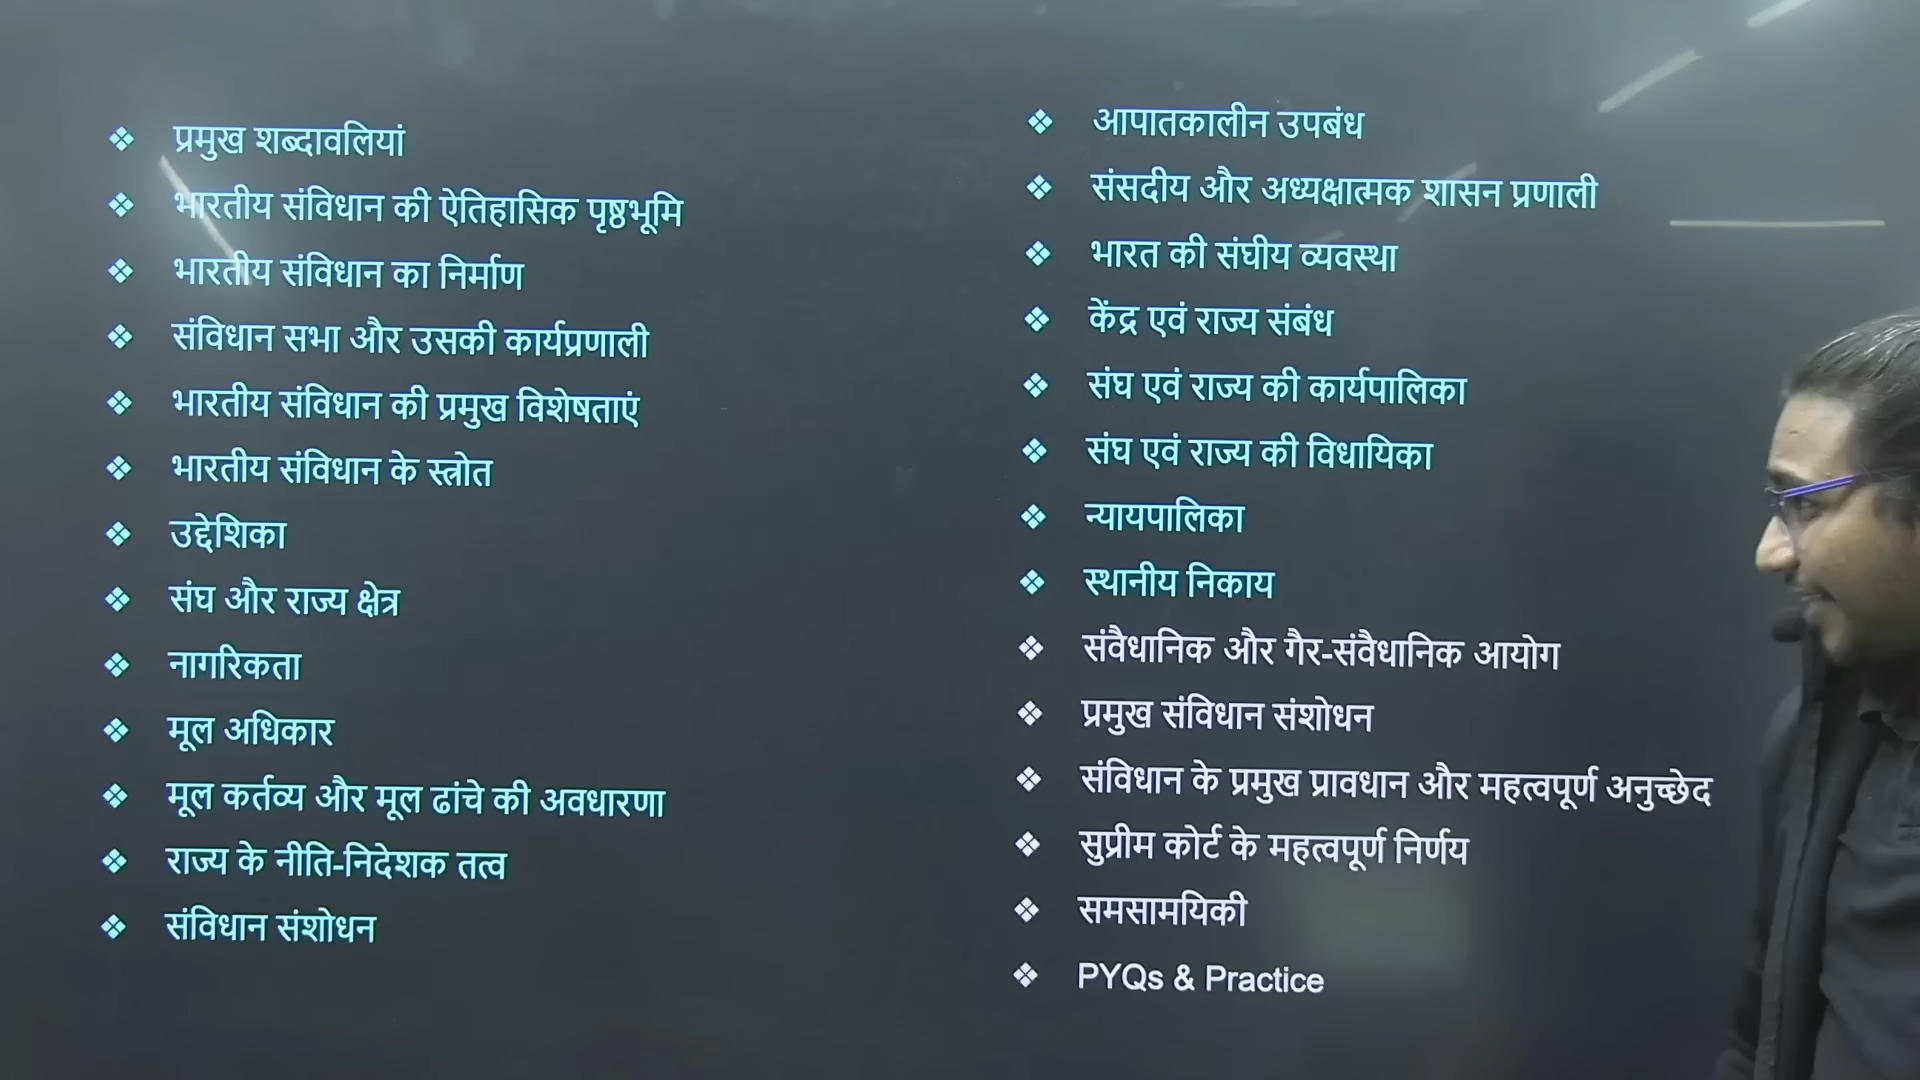 ❖ प्रमुख शब्दावलियां
❖ भारतीय संविधान की ऐतिहासिक पृष्ठभूमि
❖ भारतीय संविधान का निर्माण
❖ संविधान सभा और उसकी कार्यप्रणाली
❖ भारतीय संविधान की प्रमुख विशेषताएं
❖ भारतीय संविधान के स्त्रोत
❖ उद्देशिका
❖ संघ और राज्य क्षेत्र
❖ नागरिकता
❖ मूल अधिकार
❖ मूल कर्तव्य और मूल ढांचे की अवधारणा
❖ राज्य के नीति-निदेशक तत्व
❖ संविधान संशोधन
❖ आपातकालीन उपबंध
❖ संसदीय और अध्यक्षात्मक शासन प्रणाली
❖ भारत की संघीय व्यवस्था
❖ केंद्र एवं राज्य संबंध
❖ संघ एवं राज्य की कार्यपालिका
❖ संघ एवं राज्य की विधायिका
❖ न्यायपालिका
❖ स्थानीय निकाय
❖ संवैधानिक और गैर-संवैधानिक आयोग
❖ प्रमुख संविधान संशोधन
❖ संविधान के प्रमुख प्रावधान और महत्वपूर्ण अनुच्छेद
❖ सुप्रीम कोर्ट के महत्वपूर्ण निर्णय
❖ समसामयिकी
❖ PYQs & Practice